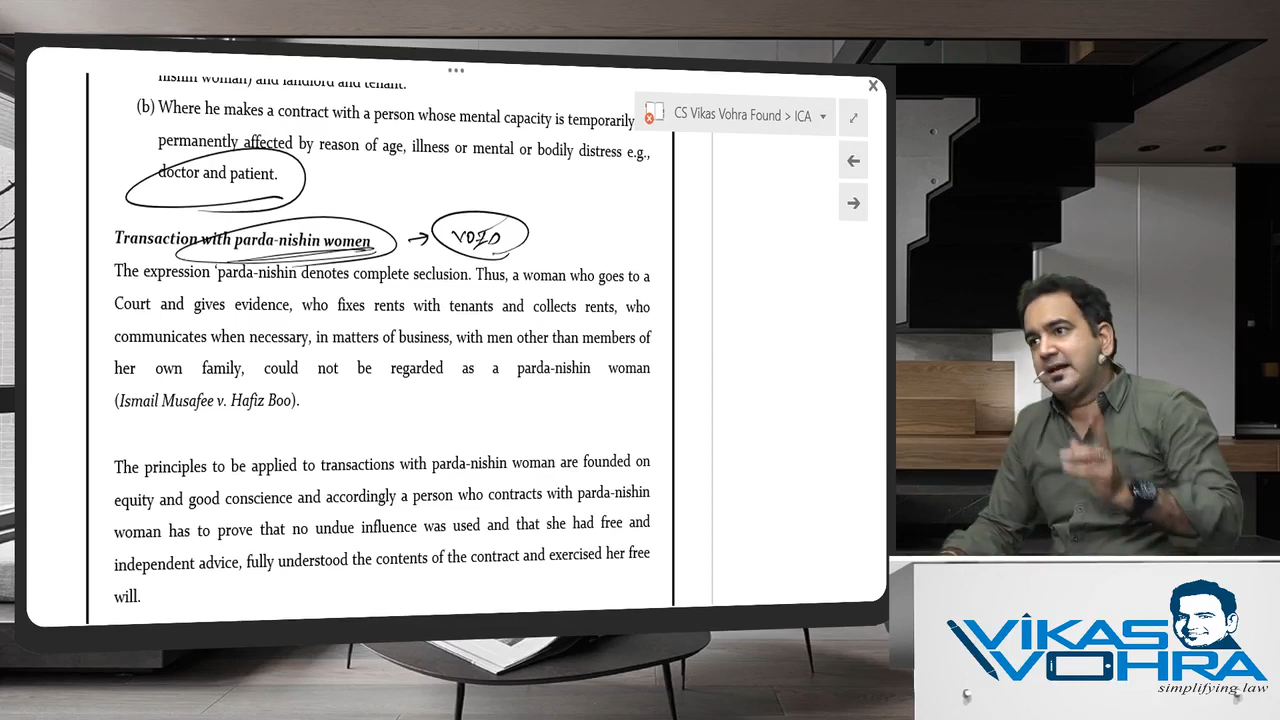 nishin woman) and landlord and tenant.
(b) Where he makes a contract with a person whose mental capacity is temporarily
permanently affected by reason of age, illness or mental or bodily distress e.g.,
doctor and patient.
Transaction with parda-nishin women → VOID
The expression 'parda-nishin denotes complete seclusion. Thus, a woman who goes to a
Court and gives evidence, who fixes rents with tenants and collects rents, who
communicates when necessary, in matters of business, with men other than members of
her own family, could not be regarded as a parda-nishin woman
(Ismail Musafee v. Hafiz Boo).
The principles to be applied to transactions with parda-nishin woman are founded on
equity and good conscience and accordingly a person who contracts with parda-nishin
woman has to prove that no undue influence was used and that she had free and
independent advice, fully understood the contents of the contract and exercised her free
will.
CS Vikas Vohra Found > ICA
VIKAS
VOHRA
simplifying law